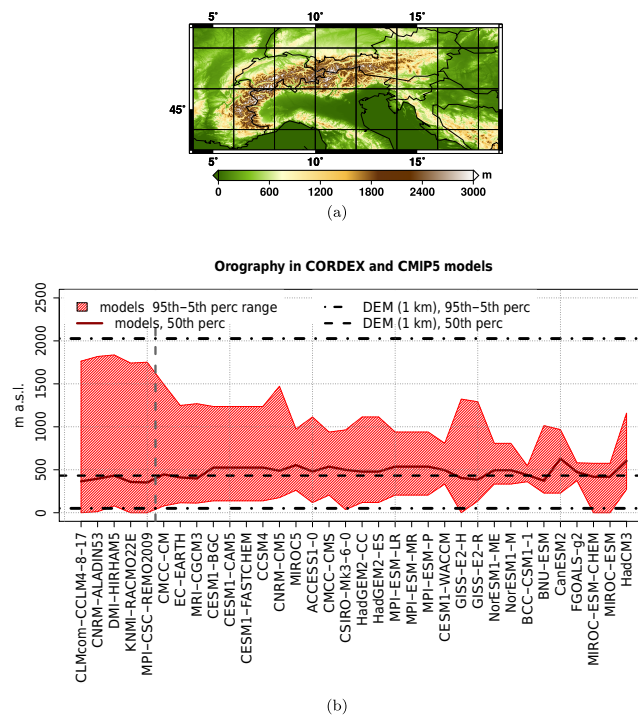 5° 10° 15°
45°
5° 10° 15°
m
0 600 1200 1800 2400 3000
(a)
Orography in CORDEX and CMIP5 models
models 95th−5th perc range
models, 50th perc
DEM (1 km), 95th−5th perc
DEM (1 km), 50th perc
m a.s.l.
2500
2000
1500
1000
500
0
CLMcom−CCLM4−8−17
CNRM−ALADIN53
DMI−HIRHAM5
KNMI−RACMO22E
MPI−CSC−REMO2009
CMCC−CM
EC−EARTH
MRI−CGCM3
CESM1−BGC
CESM1−CAM5
CESM1−FASTCHEM
CCSM4
CNRM−CM5
MIROC5
ACCESS1−0
CMCC−CMS
CSIRO−Mk3−6−0
HadGEM2−CC
HadGEM2−ES
MPI−ESM−LR
MPI−ESM−MR
MPI−ESM−P
CESM1−WACCM
GISS−E2−H
GISS−E2−R
NorESM1−ME
NorESM1−M
BCC−CSM1−1
BNU−ESM
CanESM2
FGOALS−g2
MIROC−ESM−CHEM
MIROC−ESM
HadCM3
(b)